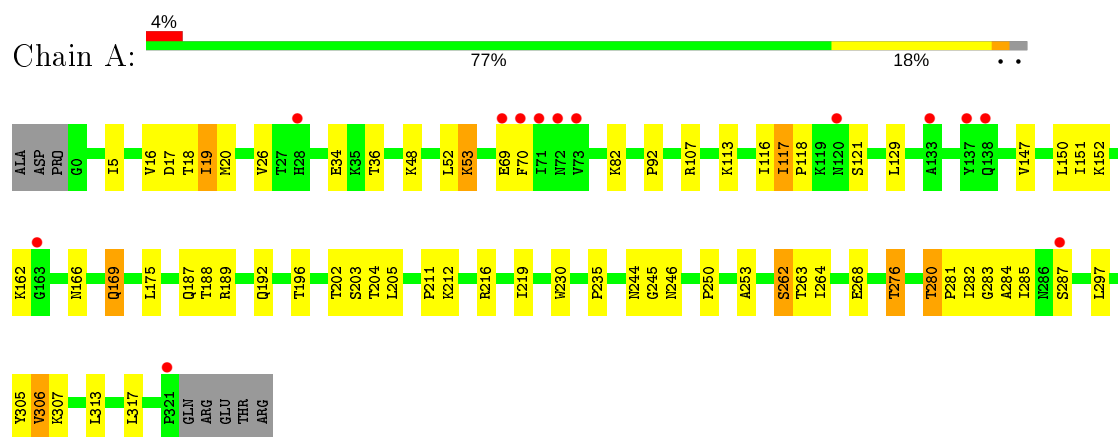 4%
Chain A:
77% 18% • •
ALA ASP PRO G0 I5 V16 D17 T18 I19 M20 V26 T27 H28 E34 K35 T36 K48 L52 K53 E69 F70 I71 N72 V73 K82 P92 R107 K113 I116 I117 P118 K119 N120 S121 L129 A133 Y137 Q138 V147 L150 I151 K152
K162 G163 N166 Q169 L175 Q187 T188 R189 Q192 T196 T202 S203 T204 L205 P211 K212 R216 I219 W230 P235 N244 G245 N246 P250 A253 S262 T263 I264 E268 T276 T280 P281 I282 G283 A284 I285 N286 S287 L297
Y305 V306 K307 L313 L317 P321 GLN ARG GLU THR ARG